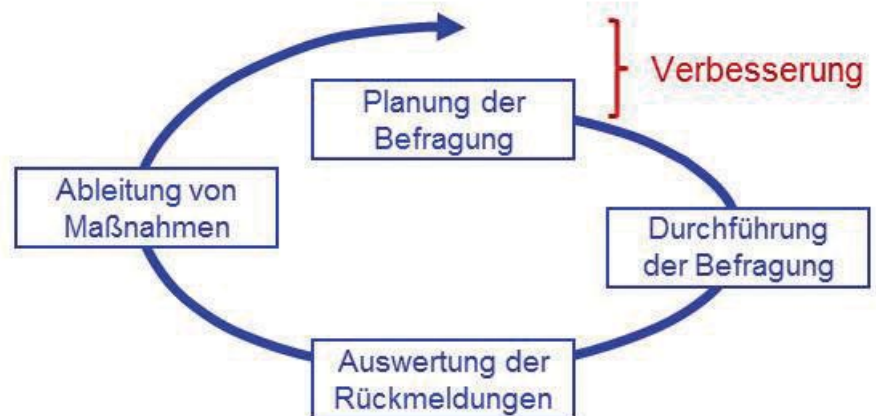 Verbesserung
Planung der
Befragung
Ableitung von
Maßnahmen
Durchführung
der Befragung
Auswertung der
Rückmeldungen